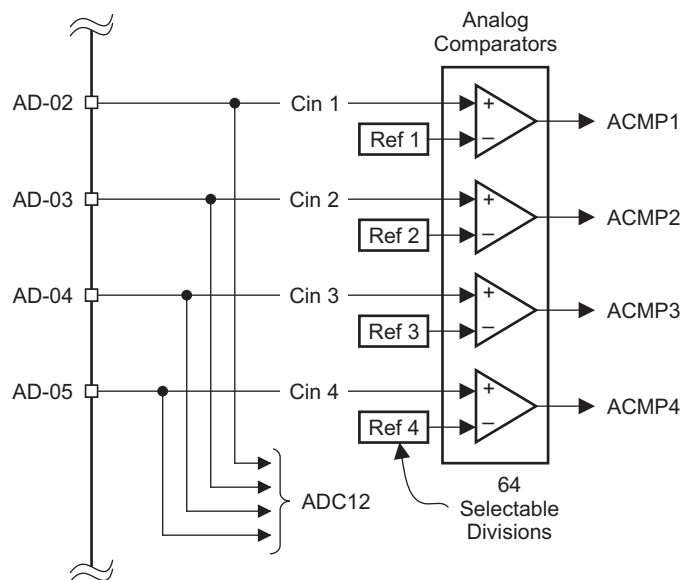 Analog
Comparators
AD-02
Cin 1
+
Ref 1
–
ACMP1
AD-03
Cin 2
+
Ref 2
–
ACMP2
AD-04
Cin 3
+
Ref 3
–
ACMP3
AD-05
Cin 4
+
Ref 4
–
ACMP4
ADC12
64
Selectable
Divisions